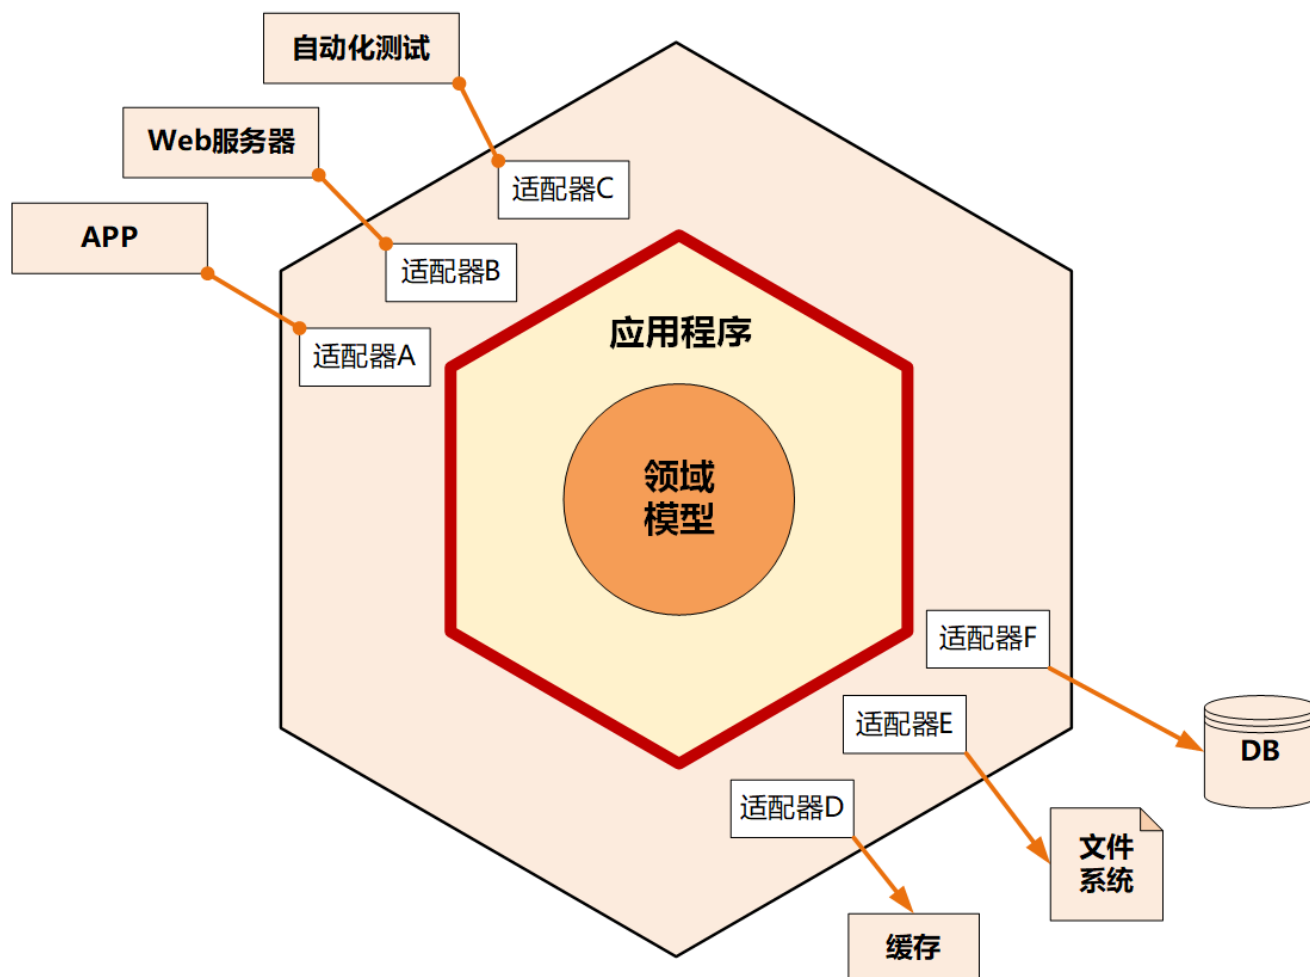 自动化测试
Web服务器
适配器C
APP
适配器B
适配器A
应用程序
领域
模型
适配器F
适配器E
DB
适配器D
文件
系统
缓存